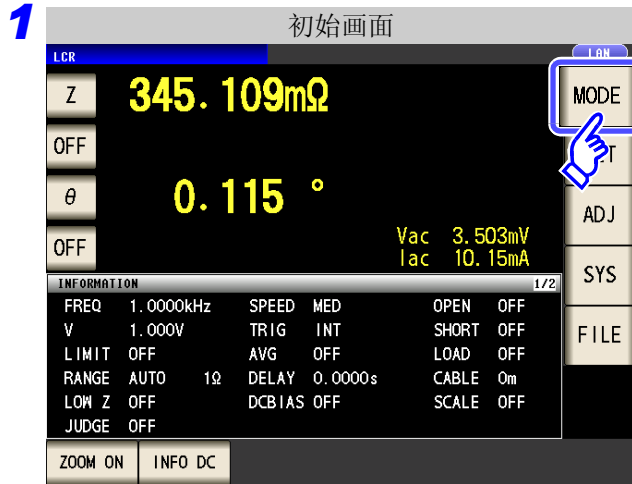 1
初始画面
LCR
LAN
Z 345.109mΩ
MODE
OFF
θ 0.115 °
ADJ
OFF
Vac 3.503mV
Iac 10.15mA
SYS
INFORMATION 1/2
FREQ 1.0000kHz SPEED MED OPEN OFF
V 1.000V TRIG INT SHORT OFF
FILE
LIMIT OFF AVG OFF LOAD OFF
RANGE AUTO 1Ω DELAY 0.0000s CABLE 0m
LOW Z OFF DCBIAS OFF SCALE OFF
JUDGE OFF
ZOOM ON INFO DC